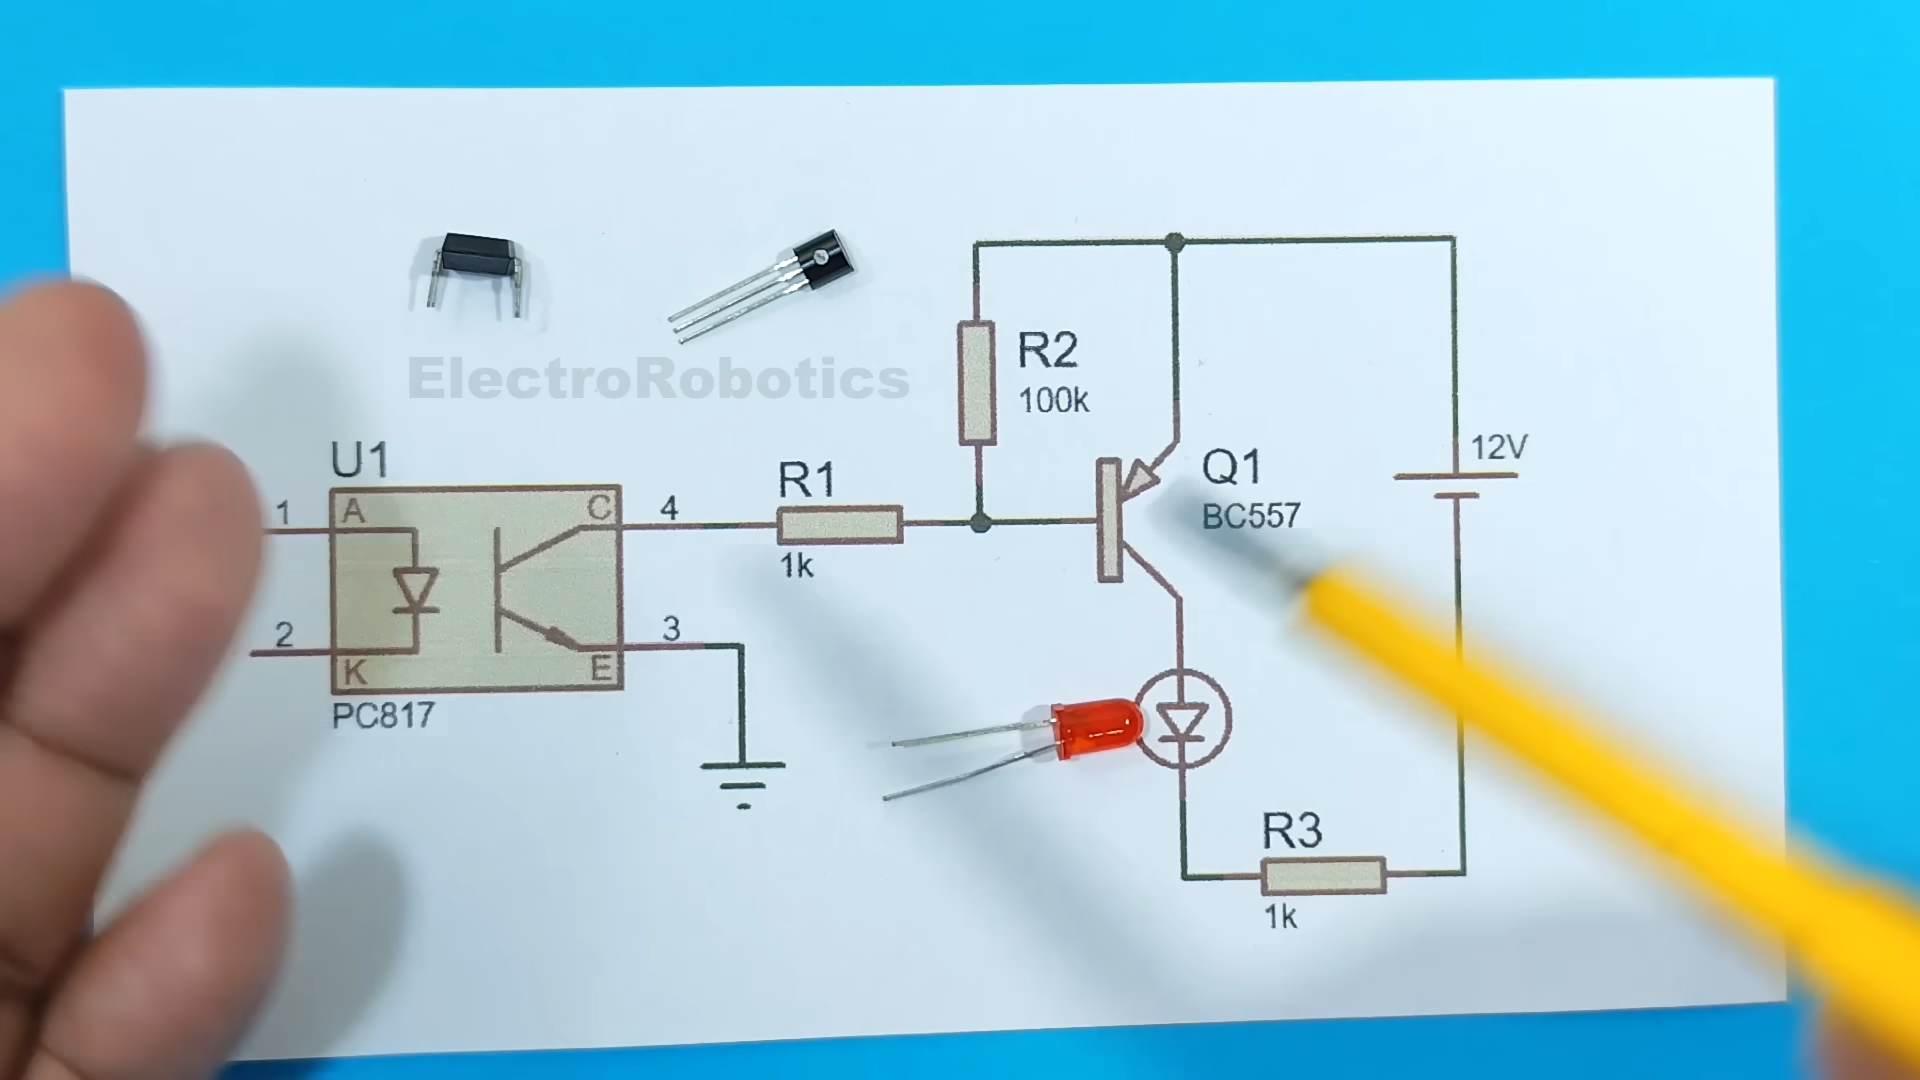 ElectroRobotics
R2
100k
12V
U1
R1
Q1
BC557
1
A
C
4
1k
2
K
E
3
PC817
R3
1k